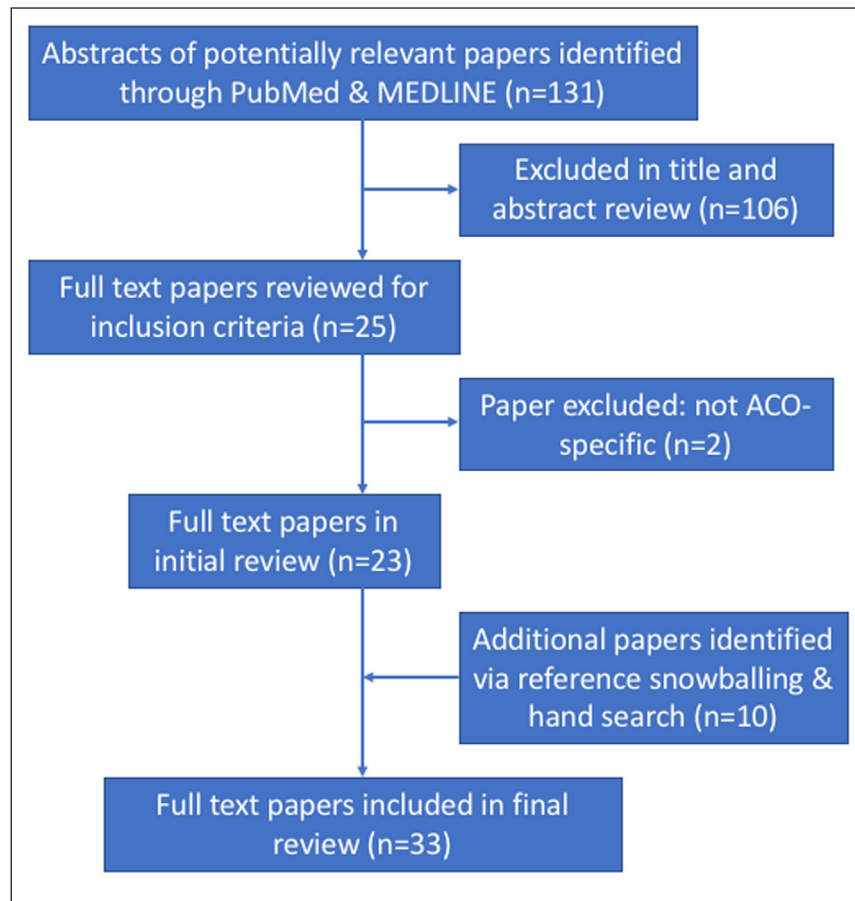 Abstracts of potentially relevant papers identified
through PubMed & MEDLINE (n=131)
Excluded in title and
abstract review (n=106)
Full text papers reviewed for
inclusion criteria (n=25)
Paper excluded: not ACO-
specific (n=2)
Full text papers in
initial review (n=23)
Additional papers identified
via reference snowballing &
hand search (n=10)
Full text papers included in final
review (n=33)